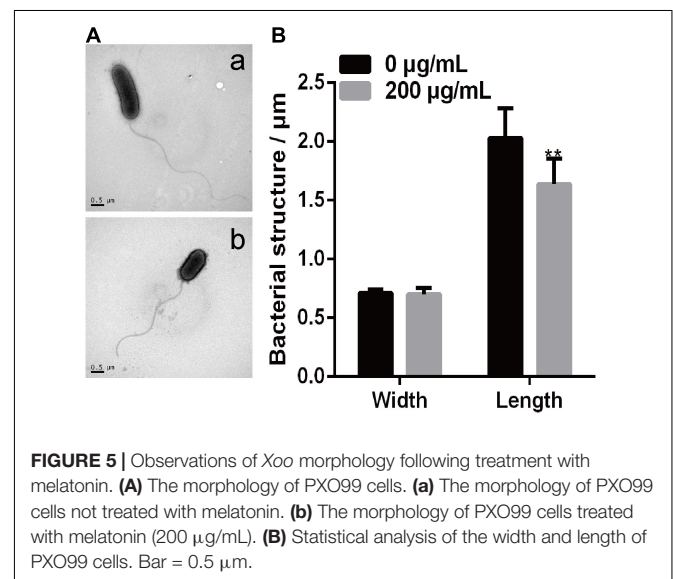 A
B
a
0.5 μm
b
0.5 μm
0 μg/mL
200 μg/mL
Bacterial structure / μm
2.5
2.0
1.5
1.0
0.5
0.0
**
Width
Length
FIGURE 5 | Observations of Xoo morphology following treatment with
melatonin. (A) The morphology of PXO99 cells. (a) The morphology of PXO99
cells not treated with melatonin. (b) The morphology of PXO99 cells treated
with melatonin (200 μg/mL). (B) Statistical analysis of the width and length of
PXO99 cells. Bar = 0.5 μm.